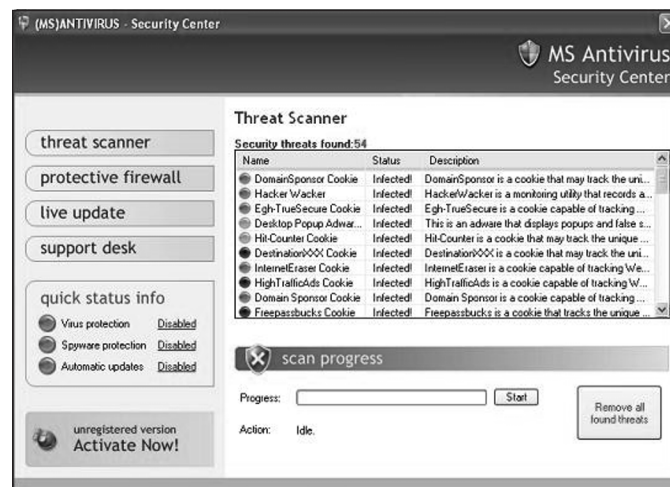 (MS)ANTIVIRUS - Security Center
MS Antivirus
Security Center
threat scanner
protective firewall
live update
support desk
quick status info
Virus protection Disabled
Spyware protection Disabled
Automatic updates Disabled
unregistered version
Activate Now!
Threat Scanner
Security threats found:54
Name Status Description
DomainSponsor Cookie Infected! DomainSponsor is a cookie that may track the uni...
Hacker Wacker Infected! HackerWacker is a monitoring utility that records a...
Egh-TrueSecure Cookie Infected! Egh-TrueSecure is a cookie capable of tracking ...
Desktop Popup Adwar... Infected! This is an adware that displays popups and false s...
Hit-Counter Cookie Infected! Hit-Counter is a cookie that may track the unique ...
DestinationXXX Cookie Infected! DestinationXXX is a cookie that may track the uni...
InternetEraser Cookie Infected! InternetEraser is a cookie capable of tracking We...
HighTrafficAds Cookie Infected! HighTrafficAds is a cookie capable of tracking W...
Domain Sponsor Cookie Infected! Domain Sponsor is a cookie capable of tracking ...
Freepassbucks Cookie Infected! Freepassbucks is a cookie that tracks the unique ...
scan progress
Progress: Start
Action: Idle.
Remove all
found threats